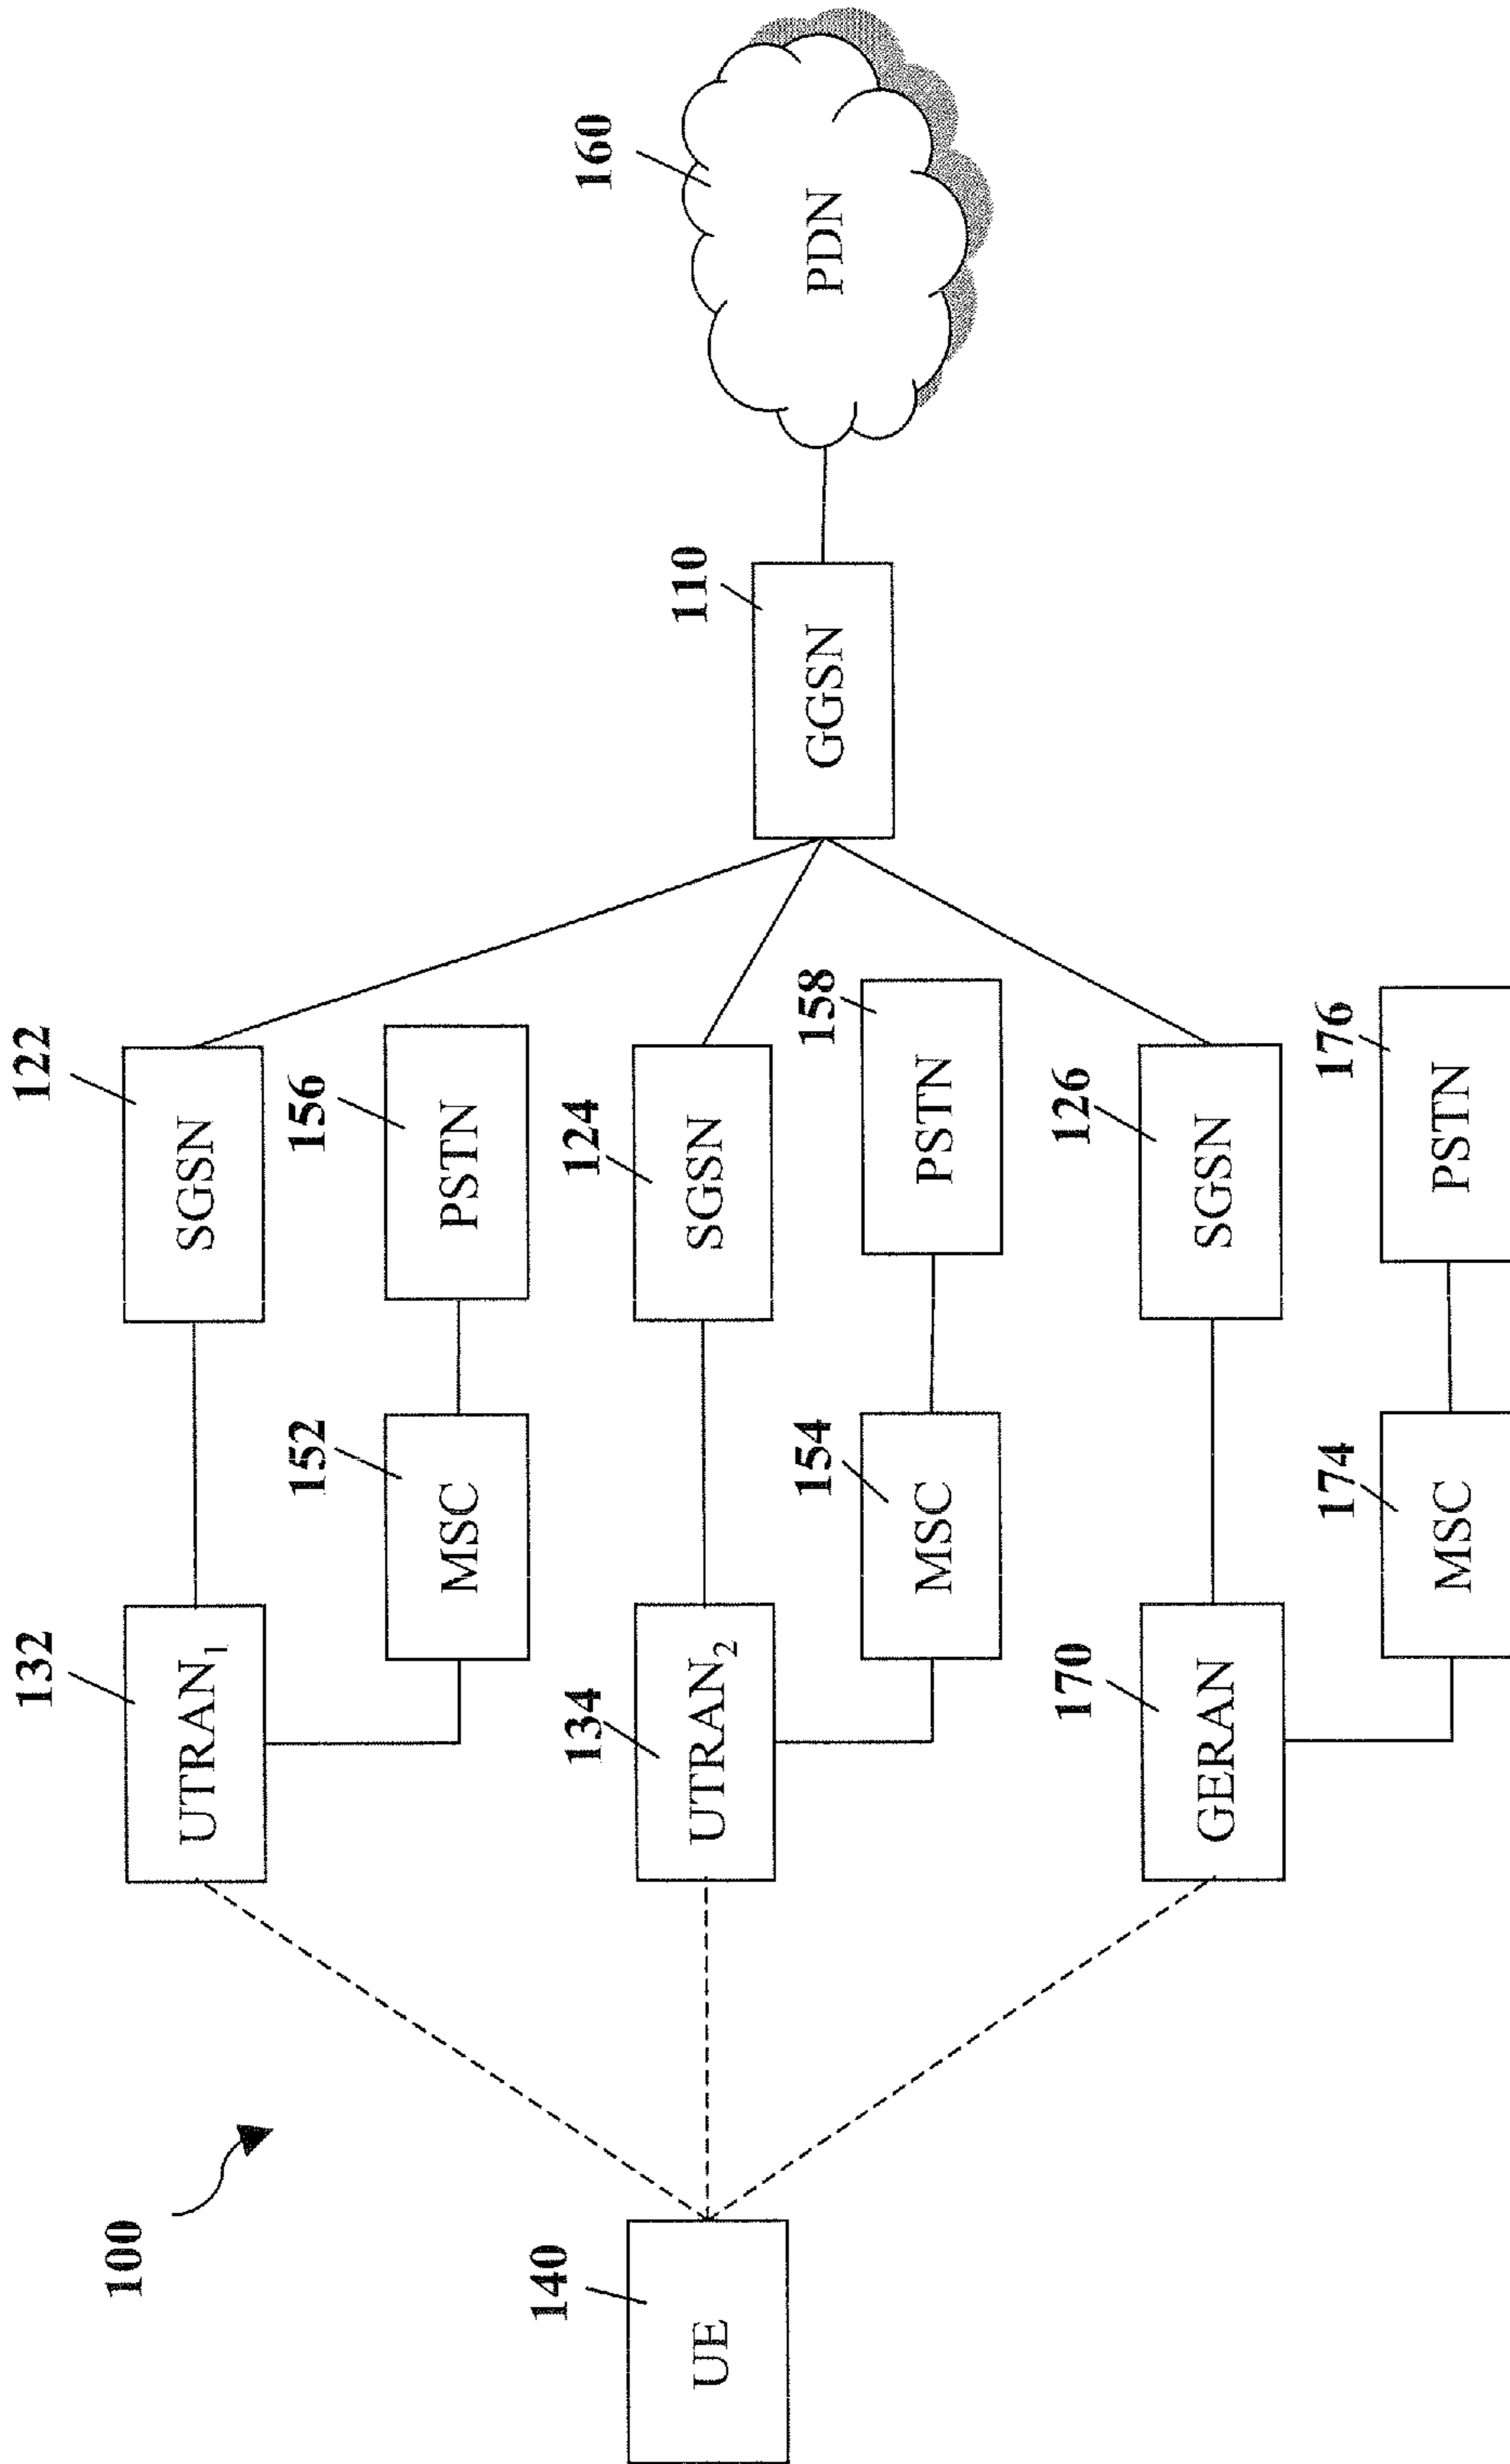 100
140
UE
132
UTRAN1
122
SGSN
152
MSC
156
PSTN
134
UTRAN2
124
SGSN
154
MSC
158
PSTN
170
GERAN
126
SGSN
174
MSC
176
PSTN
110
GGSN
160
PDN